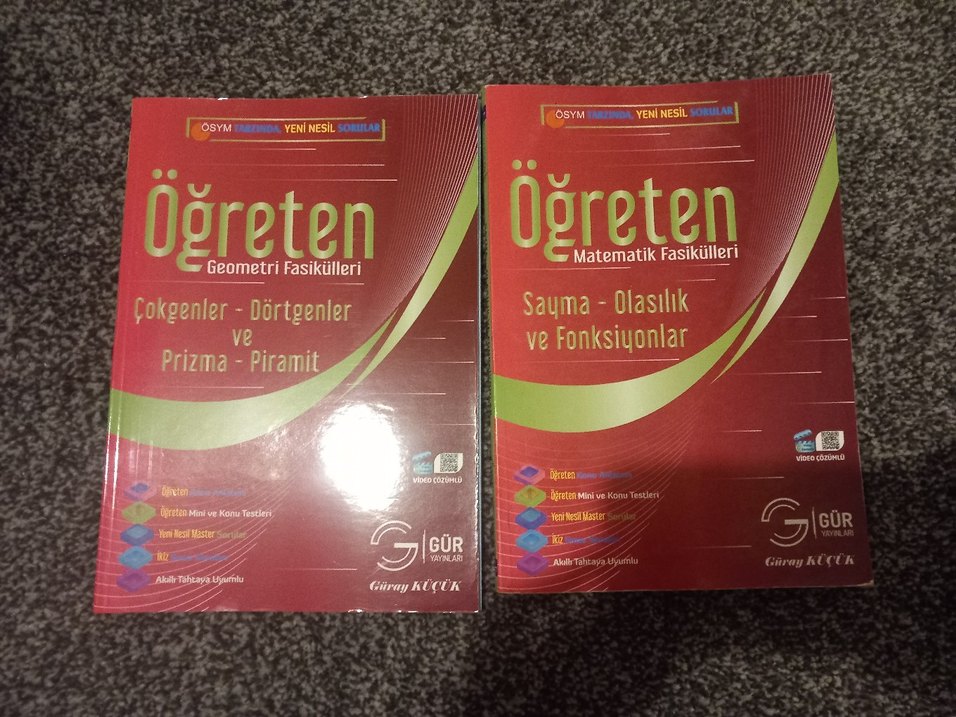 ÖSYM TARZINDA, YENİ NESİL SORULAR
Öğreten
Geometri Fasikülleri
Çokgenler - Dörtgenler
ve
Prizma - Piramit
VİDEO ÇÖZÜMLÜ
Öğreten
Öğreten Mini ve Konu Testleri
Yeni Nesil Master Sorular
İkiz
Akıllı Tahtaya Uyumlu
GÜR
YAYINLARI
Güray KÜÇÜK
ÖSYM TARZINDA, YENİ NESİL SORULAR
Öğreten
Matematik Fasikülleri
Sayma - Olasılık
ve Fonksiyonlar
VİDEO ÇÖZÜMLÜ
Öğreten
Öğreten Mini ve Konu Testleri
Yeni Nesil Master Sorular
İkiz
Akıllı Tahtaya Uyumlu
GÜR
YAYINLARI
Güray KÜÇÜK